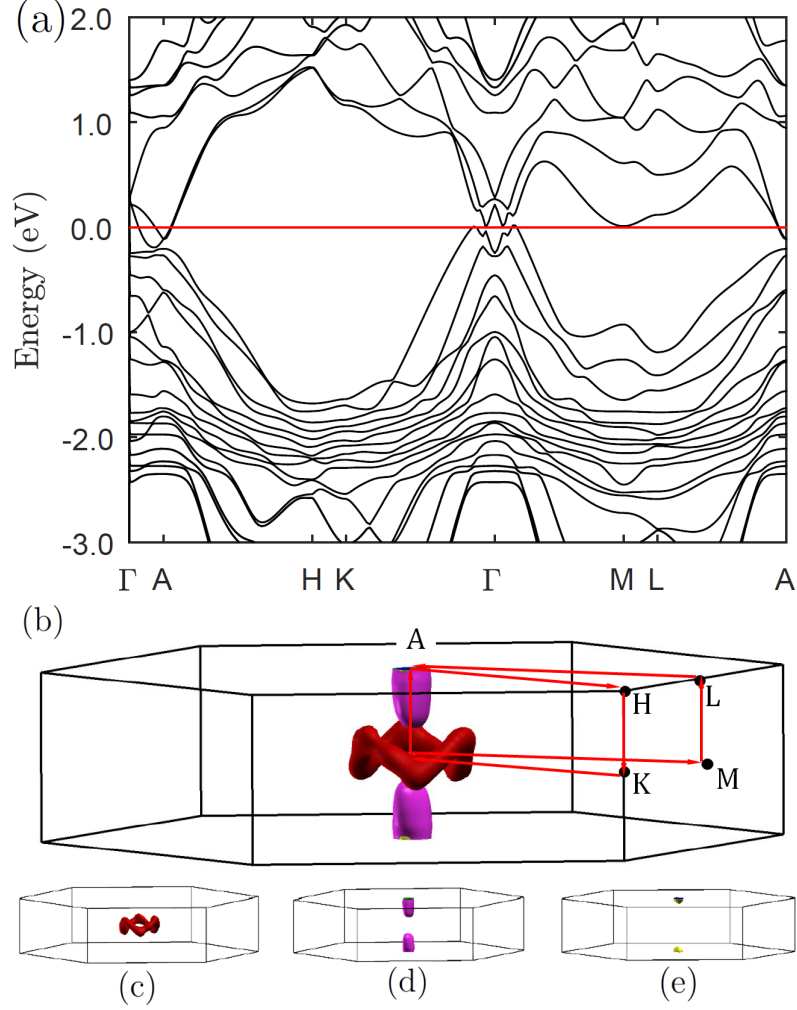 (a)
2.0
1.0
0.0
-1.0
-2.0
-3.0
Energy (eV)
Γ A H K Γ M L A
(b)
A
H
L
K
M
(c) (d) (e)